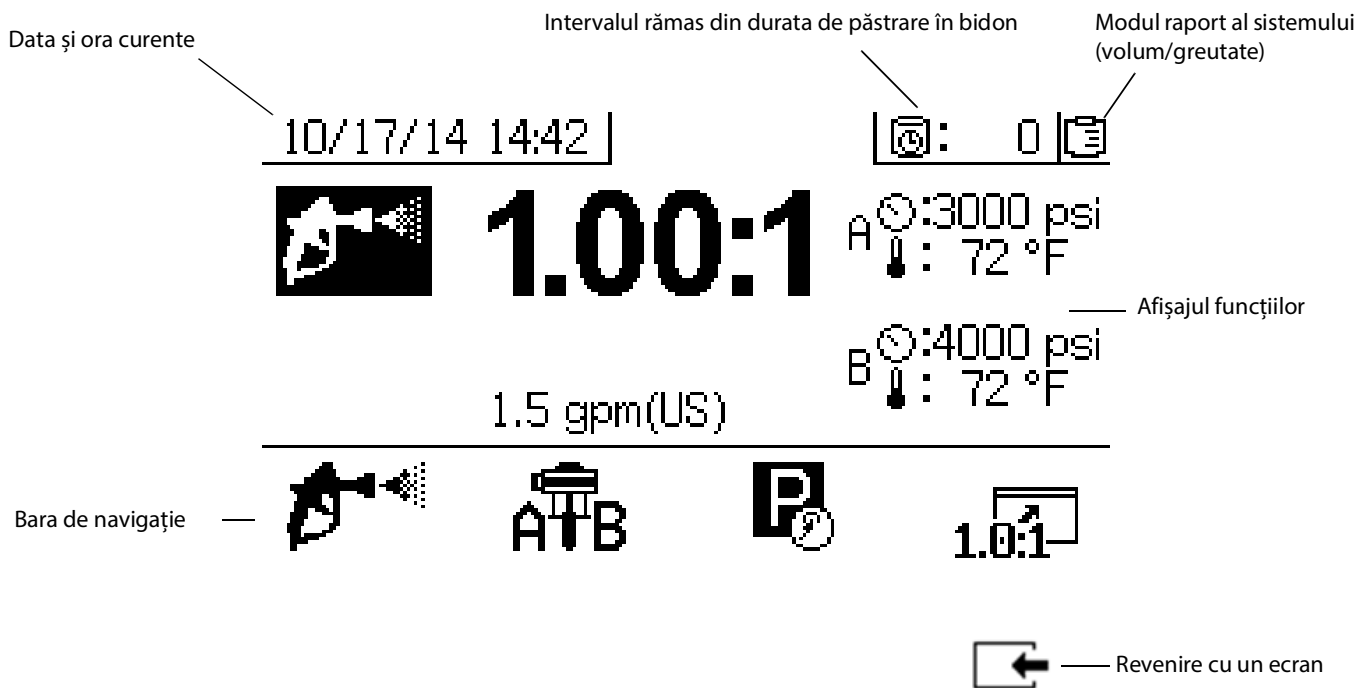 Data și ora curente
Intervalul rămas din durata de păstrare în bidon
Modul raport al sistemului
(volum/greutate)
10/17/14 14:42
: 0
1.00:1
A :3000 psi
: 72 °F
Afișajul funcțiilor
B :4000 psi
: 72 °F
1.5 gpm(US)
Bara de navigație
A B
P
1.0:1
Revenire cu un ecran